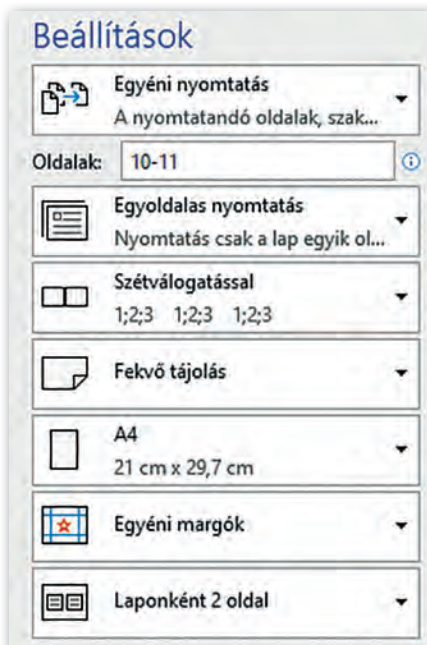 Beállítások
Egyéni nyomtatás
A nyomtatandó oldalak, szak...
Oldalak: 10-11
Egyoldalas nyomtatás
Nyomtatás csak a lap egyik ol...
Szétválogatással
1;2;3 1;2;3 1;2;3
Fekvő tájolás
A4
21 cm x 29,7 cm
Egyéni margók
Laponként 2 oldal